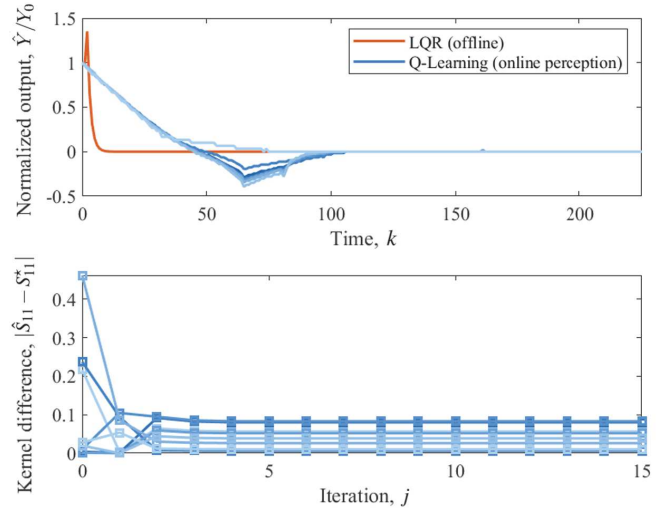 Normalized output, Ŷ/Y₀
1.5
1
0.5
0
-0.5
LQR (offline)
Q-Learning (online perception)
0 50 100 150 200
Time, k
Kernel difference, |Ŝ₁₁ − S*₁₁|
0.4
0.3
0.2
0.1
0
0 5 10 15
Iteration, j